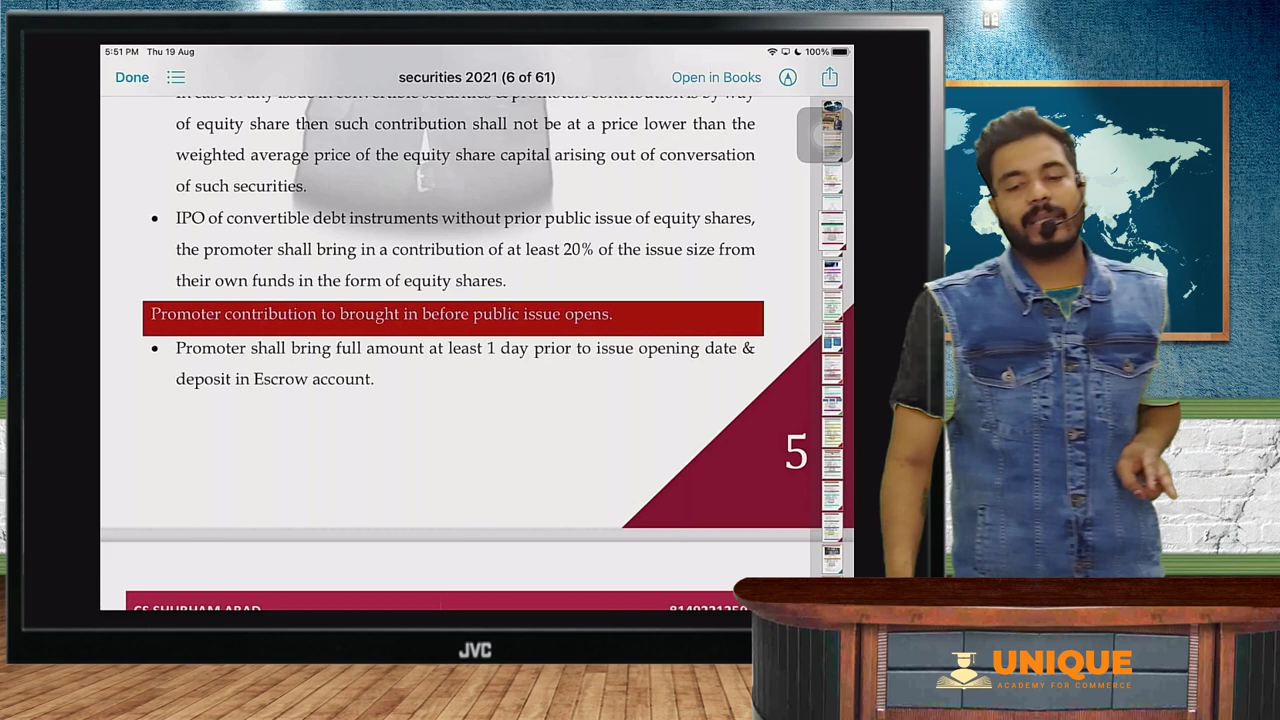 5:51 PM Thu 19 Aug
100%
Done
securities 2021 (6 of 61)
Open in Books
of equity share then such contribution shall not be at a price lower than the
weighted average price of the equity share capital arising out of conversation
of such securities.
• IPO of convertible debt instruments without prior public issue of equity shares,
the promoter shall bring in a contribution of at least 20% of the issue size from
their own funds in the form of equity shares.
Promoter contribution to brought in before public issue opens.
• Promoter shall bring full amount at least 1 day prior to issue opening date &
deposit in Escrow account.
5
JVC
UNIQUE
ACADEMY FOR COMMERCE